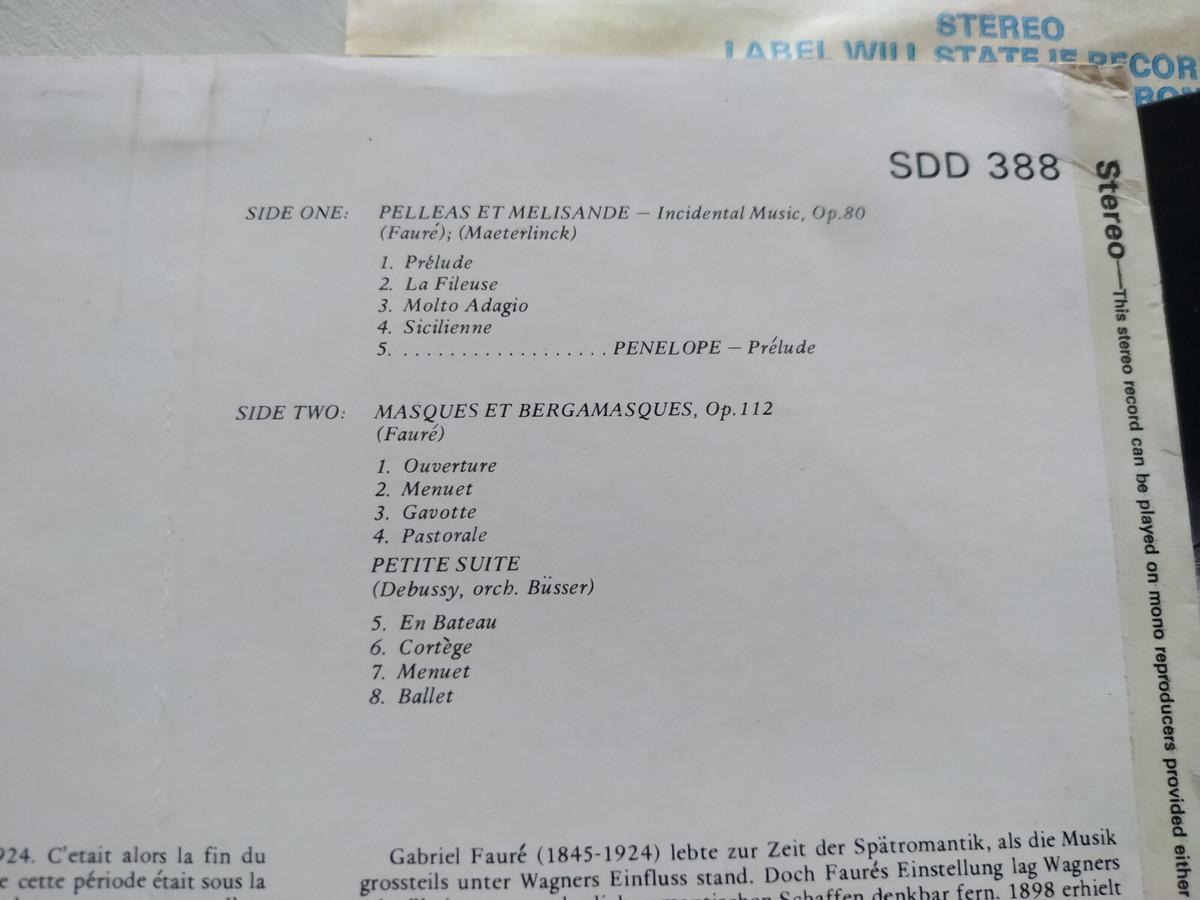 STEREO
LABEL WILL STATE IF RECOR
SDD 388
SIDE ONE: PELLEAS ET MELISANDE — Incidental Music, Op.80
(Fauré); (Maeterlinck)
1. Prélude
2. La Fileuse
3. Molto Adagio
4. Sicilienne
5. . . . . . . . . . . . . . . . . . . PENELOPE — Prélude
SIDE TWO: MASQUES ET BERGAMASQUES, Op.112
(Fauré)
1. Ouverture
2. Menuet
3. Gavotte
4. Pastorale
PETITE SUITE
(Debussy, orch. Büsser)
5. En Bateau
6. Cortège
7. Menuet
8. Ballet
Stereo—This stereo record can be played on mono reproducers provided either
924. C'etait alors la fin du
e cette période était sous la
Gabriel Fauré (1845-1924) lebte zur Zeit der Spätromantik, als die Musik
grossteils unter Wagners Einfluss stand. Doch Faurés Einstellung lag Wagners
Schaffen denkbar fern. 1898 erhielt